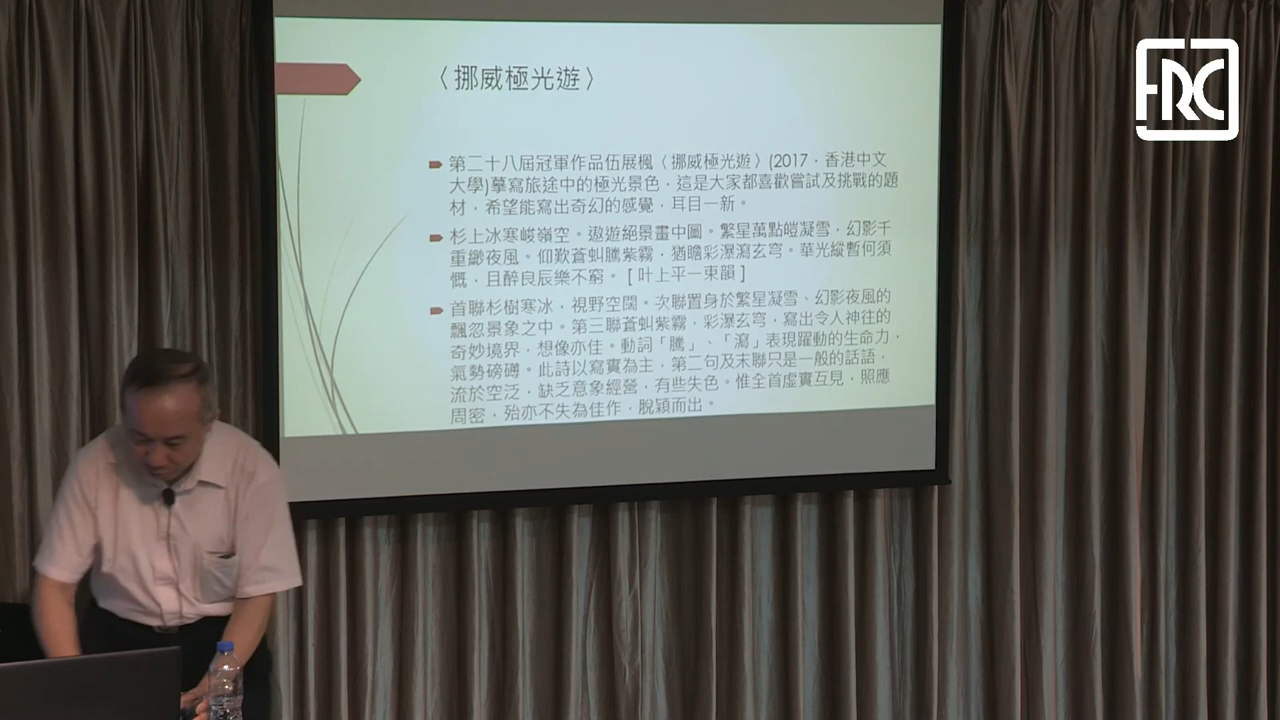 〈挪威極光遊〉
第二十八屆冠軍作品伍展楓〈挪威極光遊〉(2017，香港中文
大學)摹寫旅途中的極光景色，這是大家都喜歡嘗試及挑戰的題
材，希望能寫出奇幻的感覺，耳目一新。
杉上冰寒峻嶺空。遨遊絕景畫中圖。繁星萬點皚凝雪，幻影千
重緲夜風。仰歎蒼虯騰紫霧，猶瞻彩瀑瀉玄穹。華光縱暫何須
慨，且醉良辰樂不窮。［叶上平一東韻］
首聯杉樹寒冰，視野空闊。次聯置身於繁星凝雪、幻影夜風的
飄忽景象之中。第三聯蒼虯紫霧，彩瀑玄穹，寫出令人神往的
奇妙境界，想像亦佳。動詞「騰」、「瀉」表現躍動的生命力，
氣勢磅礡。此詩以寫實為主，第二句及末聯只是一般的話語，
流於空泛，缺乏意象經營，有些失色。惟全首虛實互見，照應
周密，殆亦不失為佳作，脫穎而出。
FRC